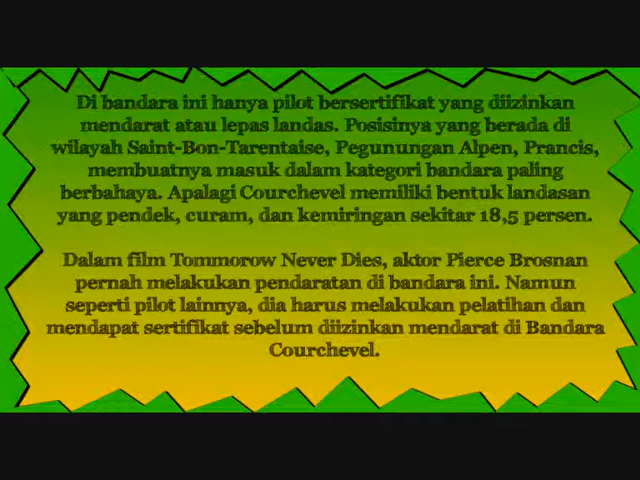 Di bandara ini hanya pilot bersertifikat yang diizinkan
mendarat atau lepas landas. Posisinya yang berada di
wilayah Saint-Bon-Tarentaise, Pegunungan Alpen, Prancis,
membuatnya masuk dalam kategori bandara paling
berbahaya. Apalagi Courchevel memiliki bentuk landasan
yang pendek, curam, dan kemiringan sekitar 18,5 persen.
Dalam film Tommorow Never Dies, aktor Pierce Brosnan
pernah melakukan pendaratan di bandara ini. Namun
seperti pilot lainnya, dia harus melakukan pelatihan dan
mendapat sertifikat sebelum diizinkan mendarat di Bandara
Courchevel.